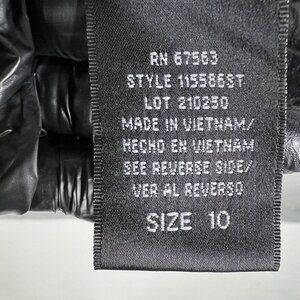 RN 67563
STYLE 115586ST
LOT 210250
MADE IN VIETNAM/
HECHO EN VIETNAM
SEE REVERSE SIDE/
VER AL REVERSO
SIZE 10